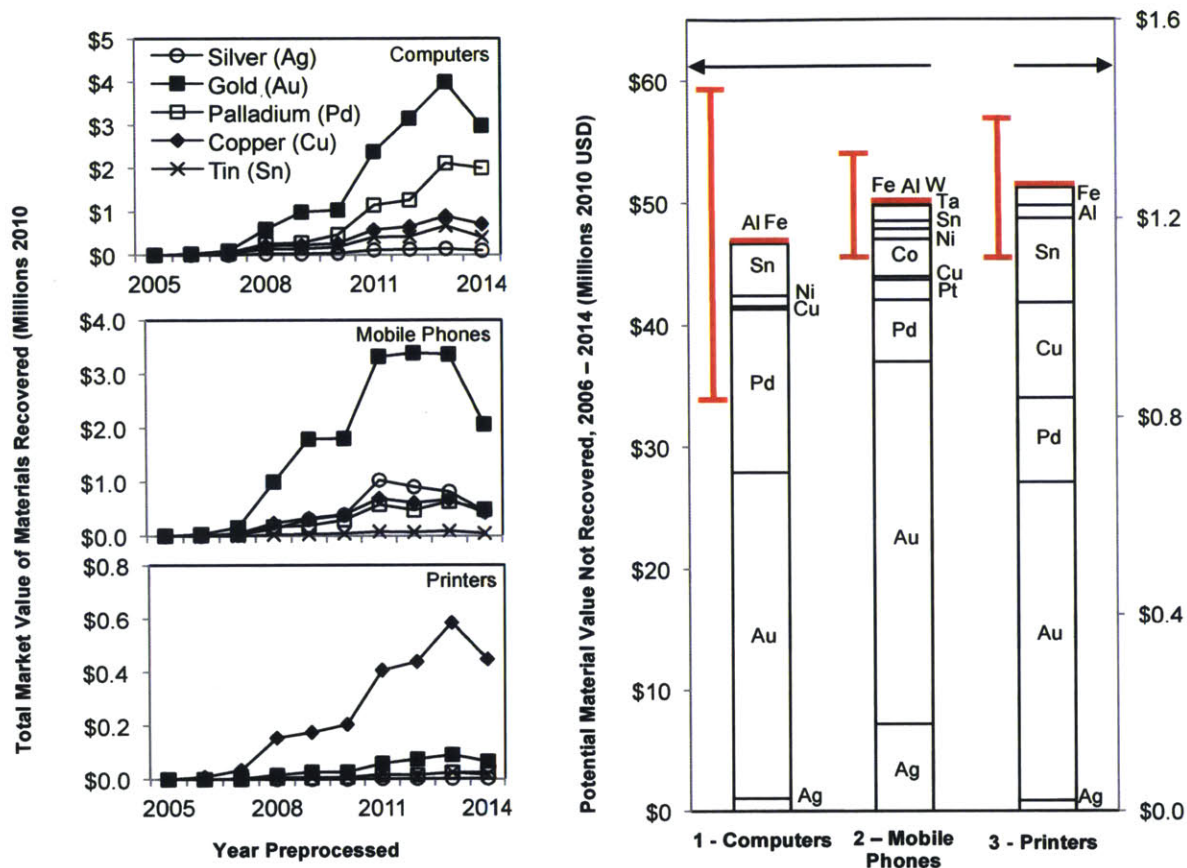 Total Market Value of Materials Recovered (Millions 2010
$5
$4
$3
$2
$1
$0
Silver (Ag)
Gold (Au)
Palladium (Pd)
Copper (Cu)
Tin (Sn)
Computers
2005 2008 2011 2014
$4.0
$3.0
$2.0
$1.0
$0.0
Mobile Phones
2005 2008 2011 2014
$0.8
$0.6
$0.4
$0.2
$0.0
Printers
2005 2008 2011 2014
Year Preprocessed
Potential Material Value Not Recovered, 2006 – 2014 (Millions 2010 USD)
$60
$50
$40
$30
$20
$10
$0
Al Fe
Sn
Ni
Cu
Pd
Au
Ag
Fe Al W
Ta
Sn
Ni
Co
Cu
Pt
Pd
Au
Ag
Fe
Al
Sn
Cu
Pd
Au
Ag
$1.6
$1.2
$0.8
$0.4
$0.0
1 - Computers
2 – Mobile
Phones
3 - Printers